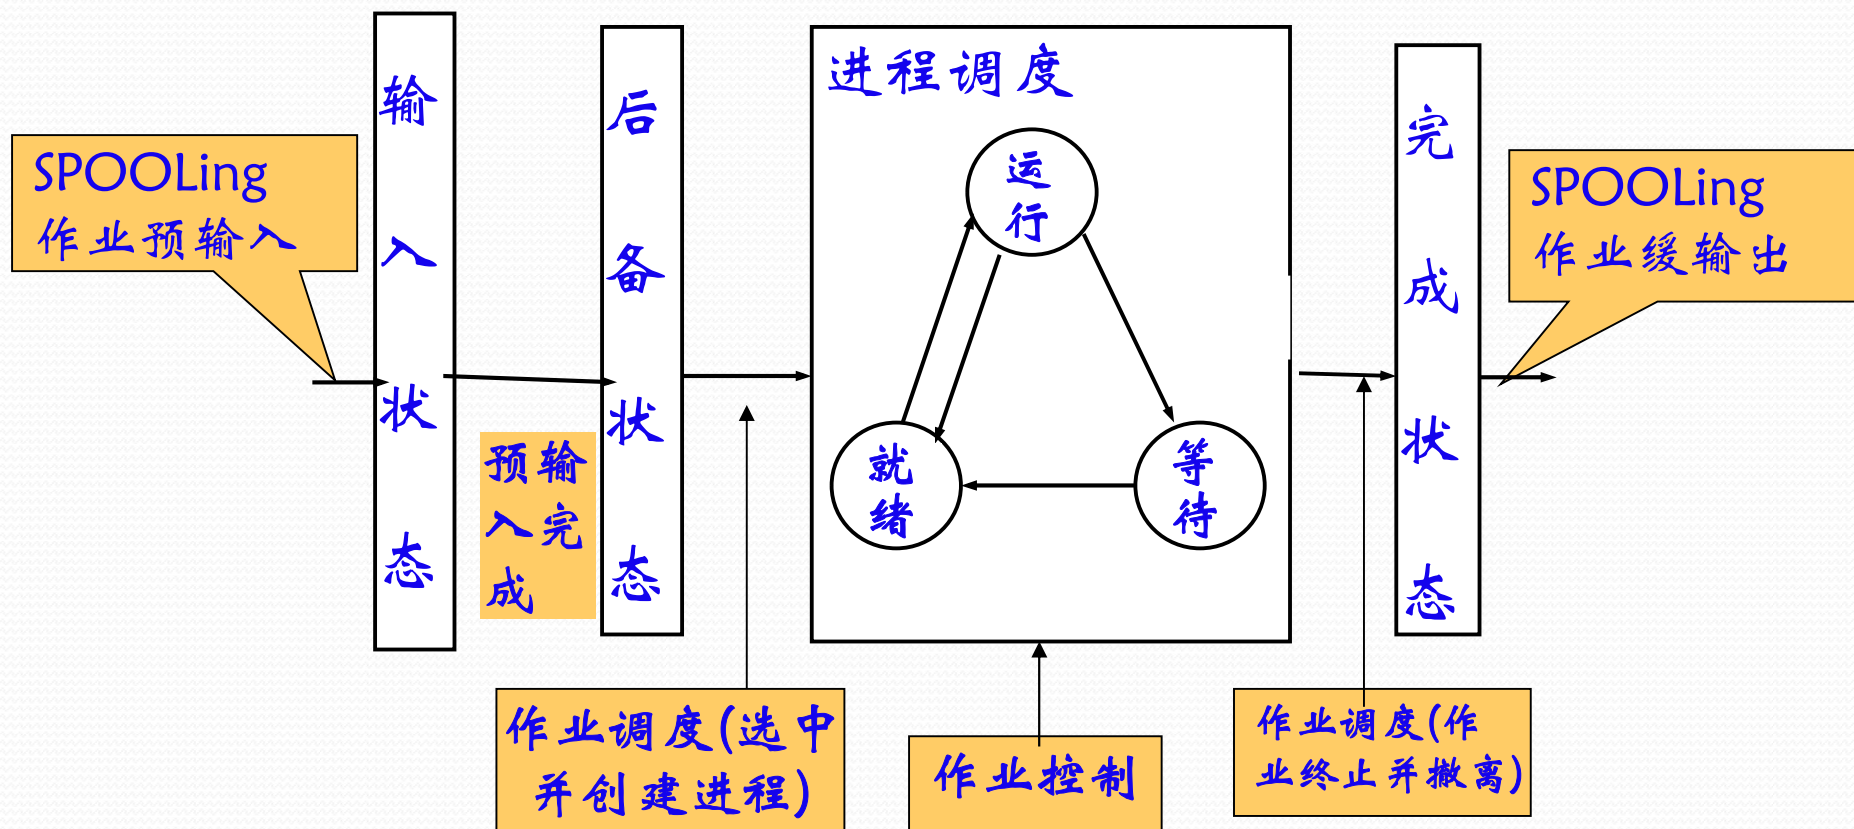 SPOOLing
作业预输入
输入状态
预输
入完
成
后备状态
进程调度
运
行
就
绪
等
待
完成状态
SPOOLing
作业缓输出
作业调度(选中
并创建进程)
作业控制
作业调度(作
业终止并撤离)